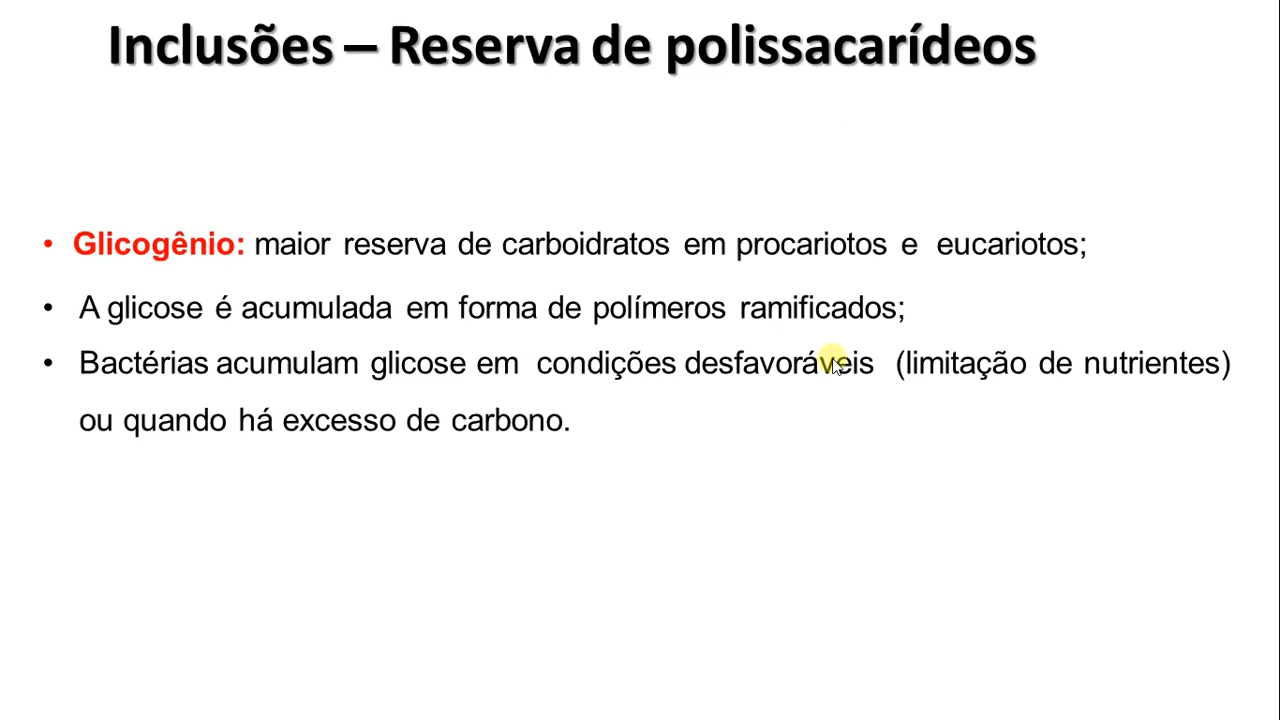 Inclusões – Reserva de polissacarídeos
• Glicogênio: maior reserva de carboidratos em procariotos e eucariotos;
• A glicose é acumulada em forma de polímeros ramificados;
• Bactérias acumulam glicose em condições desfavoráveis (limitação de nutrientes)
ou quando há excesso de carbono.